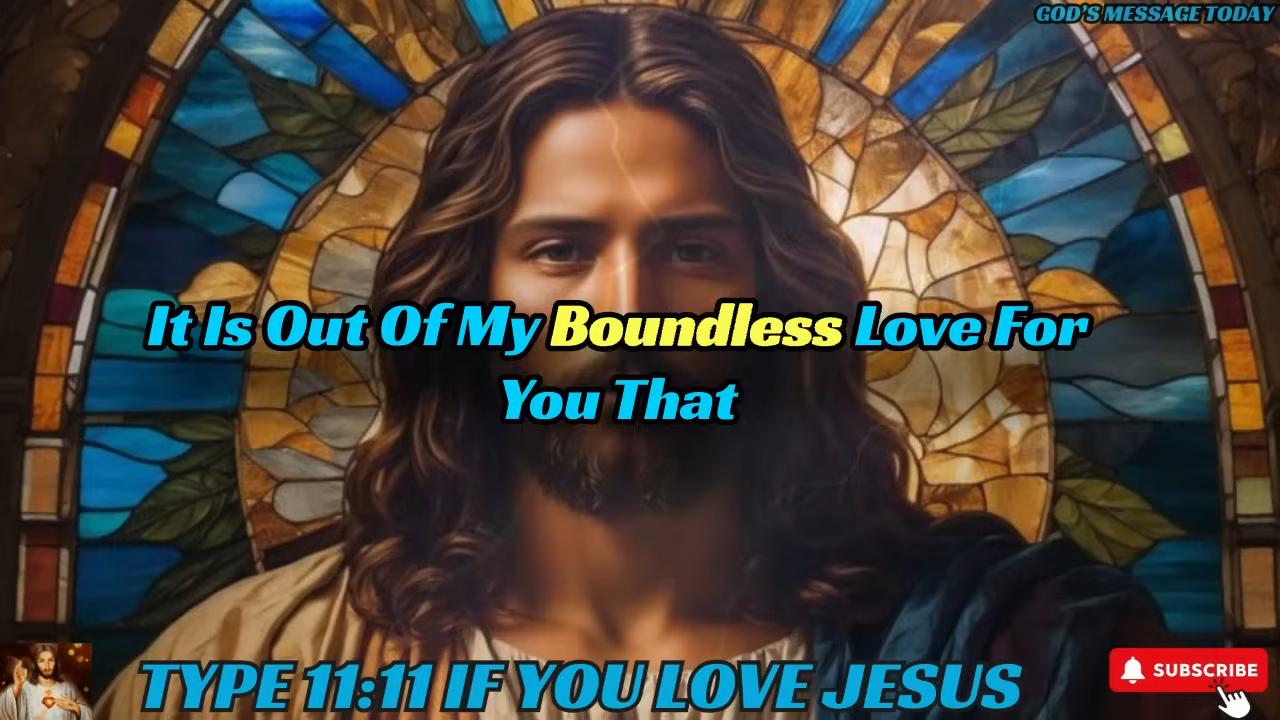 GOD'S MESSAGE TODAY
It Is Out Of My Boundless Love For
You That
TYPE 11:11 IF YOU LOVE JESUS
SUBSCRIBE